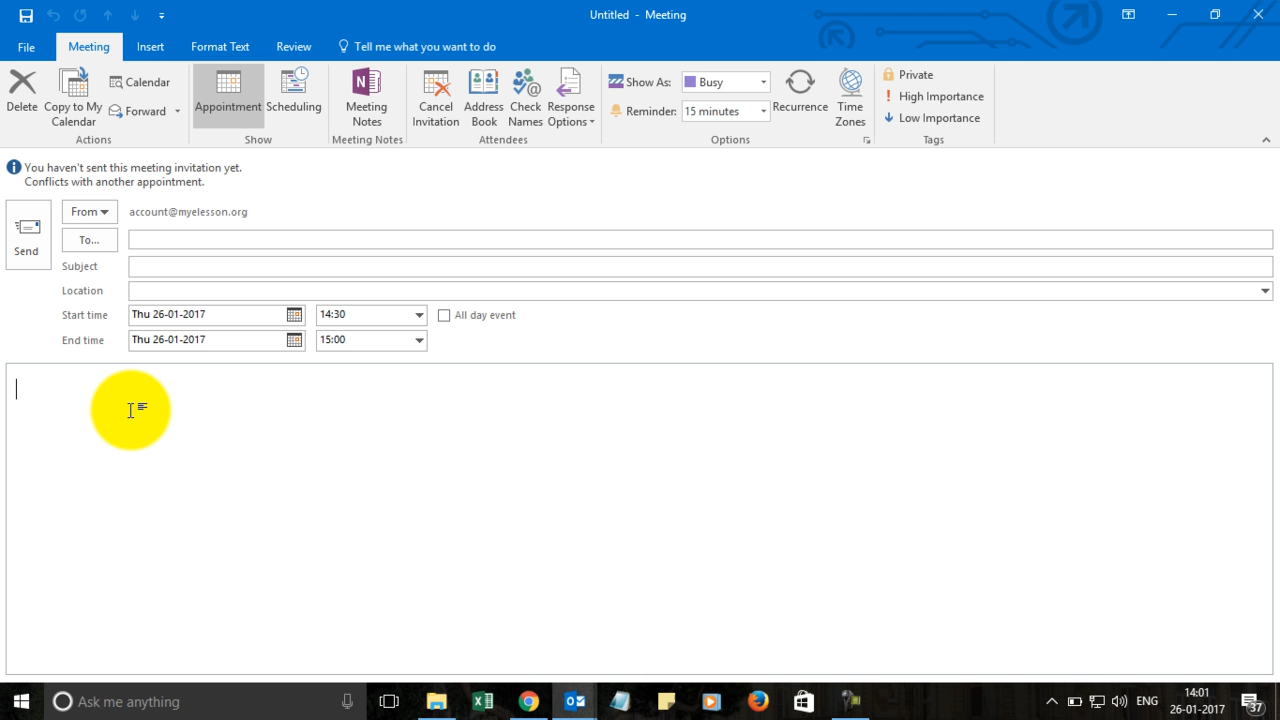 Untitled - Meeting
File Meeting Insert Format Text Review Tell me what you want to do
Delete
Copy to My Calendar
Calendar
Forward
Actions
Appointment
Scheduling
Show
Meeting Notes
Meeting Notes
Cancel Invitation
Address Book
Check Names
Response Options
Attendees
Show As: Busy
Reminder: 15 minutes
Recurrence
Time Zones
Options
Private
High Importance
Low Importance
Tags
You haven't sent this meeting invitation yet.
Conflicts with another appointment.
Send
From account@myelesson.org
To...
Subject
Location
Start time Thu 26-01-2017 14:30 All day event
End time Thu 26-01-2017 15:00
Ask me anything
ENG
14:01
26-01-2017
37